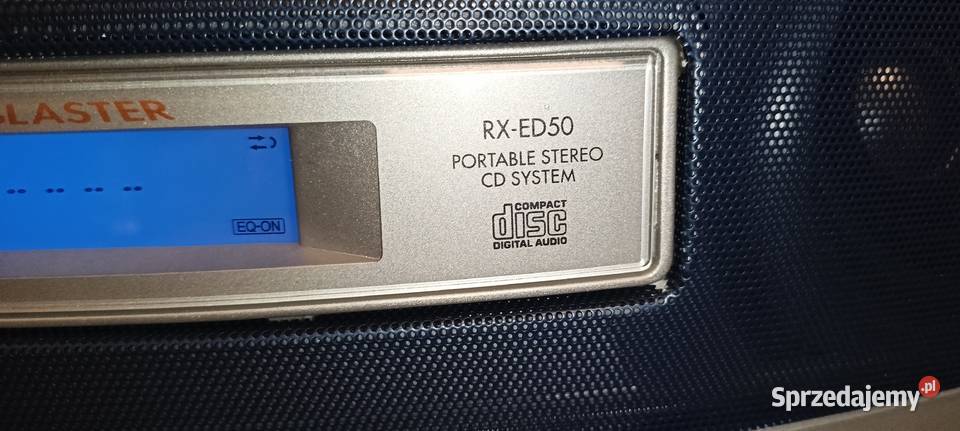 BLASTER
RX-ED50
PORTABLE STEREO
CD SYSTEM
COMPACT
disc
DIGITAL AUDIO
-- -- -- --
EQ-ON
Sprzedajemy.pl